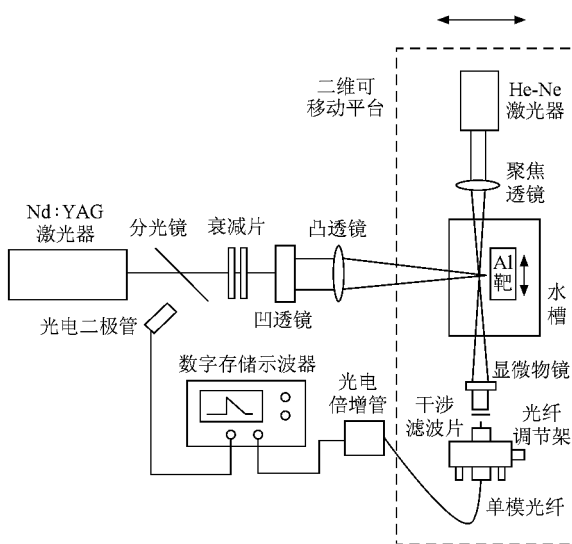 二维可
移动平台
He-Ne
激光器
聚焦
透镜
Nd:YAG
激光器
分光镜
衰减片
凸透镜
Al
靶
水
槽
凹透镜
光电二极管
数字存储示波器
光电
倍增管
显微物镜
干涉
滤波片
光纤
调节架
单模光纤